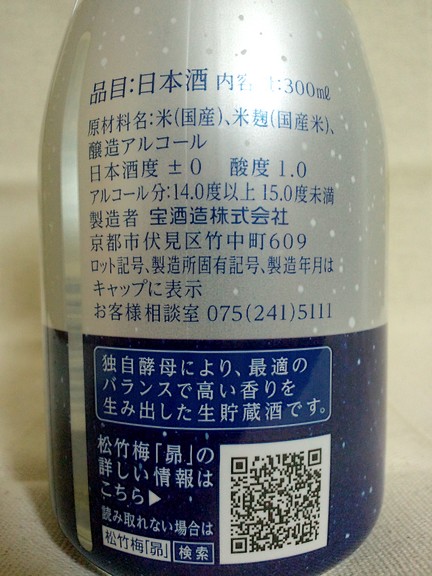 品目:日本酒 内容量:300ml
原材料名:米(国産)、米麹(国産米)、
醸造アルコール
日本酒度 ±0 酸度 1.0
アルコール分:14.0度以上 15.0度未満
製造者 宝酒造株式会社
京都市伏見区竹中町609
ロット記号、製造所固有記号、製造年月は
キャップに表示
お客様相談室 075(241)5111
独自酵母により、最適の
バランスで高い香りを
生み出した生貯蔵酒です。
松竹梅「昴」の
詳しい情報は
こちら▶
読み取れない場合は
松竹梅「昴」 検索